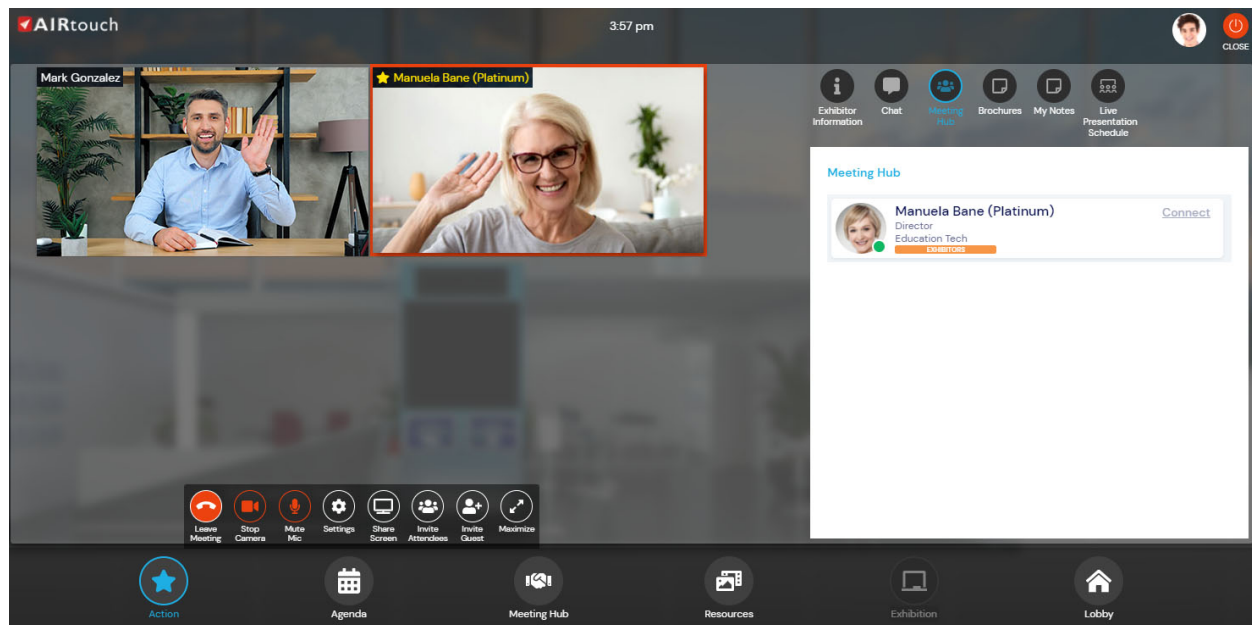 AIRtouch
3:57 pm
CLOSE
Mark Gonzalez
Manuela Bane (Platinum)
Exhibitor
Information
Chat
Meeting
Hub
Brochures
My Notes
Live
Presentation
Schedule
Meeting Hub
Manuela Bane (Platinum)
Connect
Director
Education Tech
EXHIBITORS
Leave
Meeting
Stop
Camera
Mute
Mic
Settings
Share
Screen
Invite
Attendees
Invite
Guest
Maximize
Action
Agenda
Meeting Hub
Resources
Exhibition
Lobby